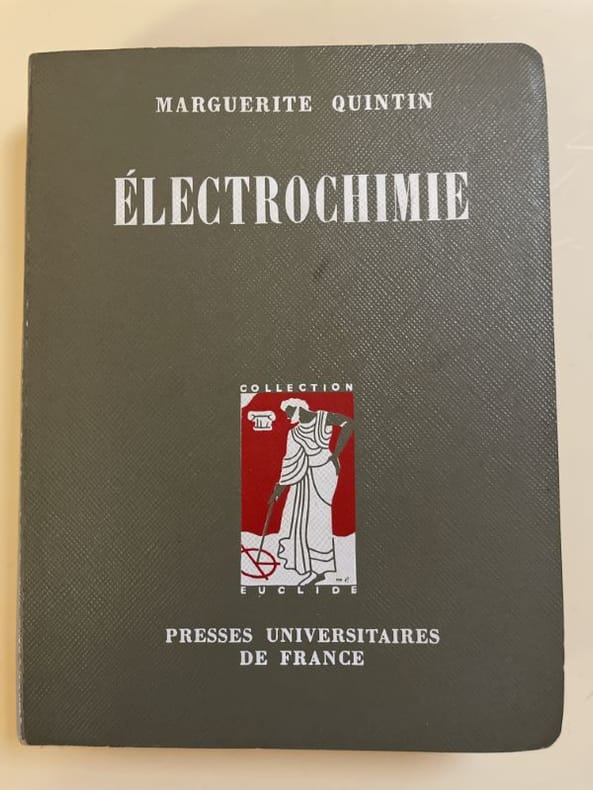 MARGUERITE QUINTIN
ÉLECTROCHIMIE
COLLECTION
EUCLIDE
PRESSES UNIVERSITAIRES
DE FRANCE